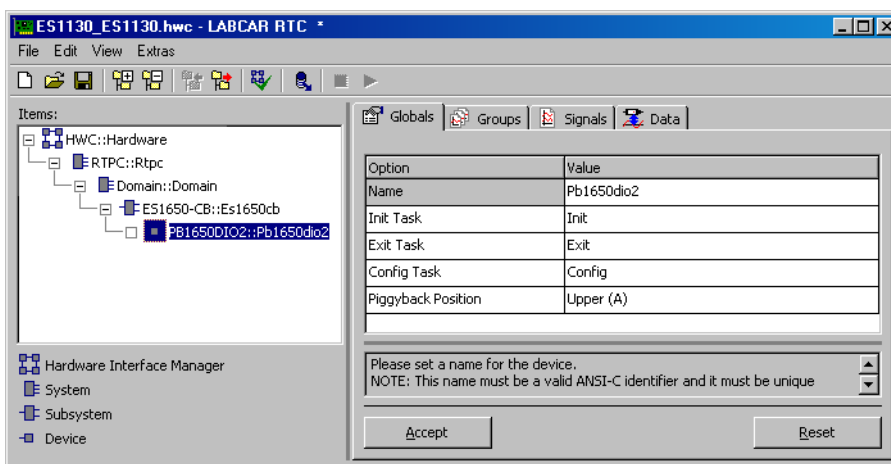 ES1130_ES1130.hwc - LABCAR RTC *
File Edit View Extras
Items:
HWC::Hardware
RTPC::Rtpc
Domain::Domain
ES1650-CB::Es1650cb
PB1650DIO2::Pb1650dio2
Hardware Interface Manager
System
Subsystem
Device
Globals Groups Signals Data
Option Value
Name Pb1650dio2
Init Task Init
Exit Task Exit
Config Task Config
Piggyback Position Upper (A)
Please set a name for the device.
NOTE: This name must be a valid ANSI-C identifier and it must be unique
Accept Reset